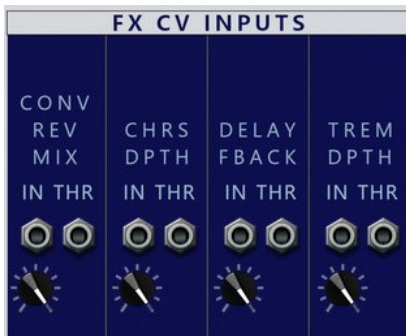 FX CV INPUTS
CONV
REV
MIX
IN THR
CHRS
DPTH
IN THR
DELAY
FBACK
IN THR
TREM
DPTH
IN THR